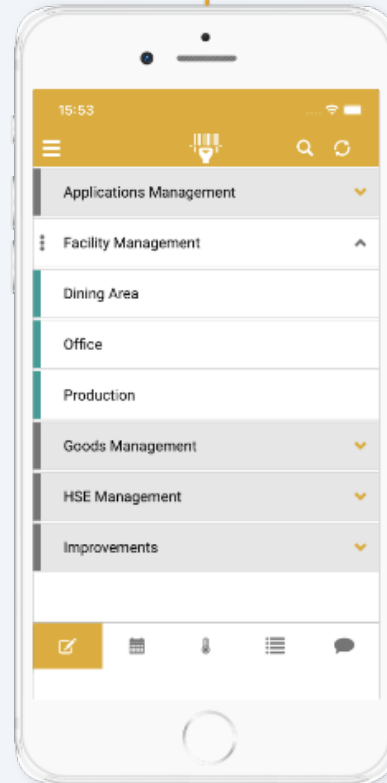 15:53
Applications Management
Facility Management
Dining Area
Office
Production
Goods Management
HSE Management
Improvements